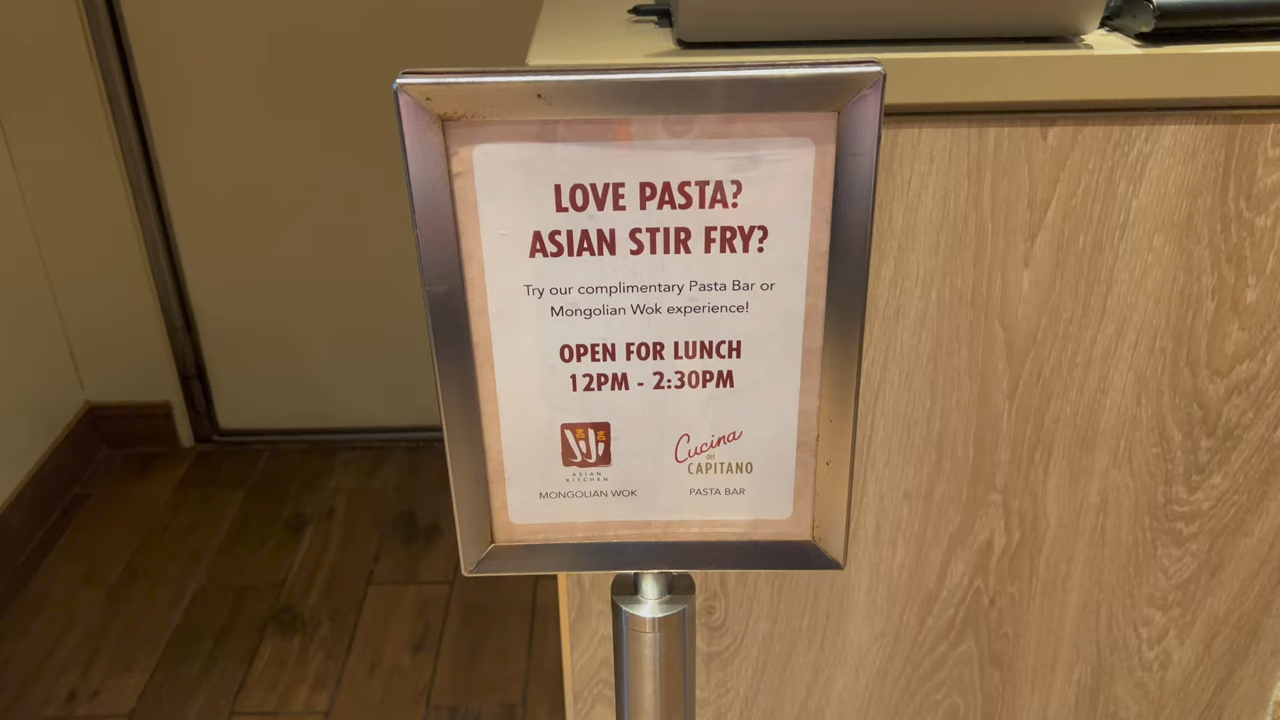 LOVE PASTA?
ASIAN STIR FRY?
Try our complimentary Pasta Bar or
Mongolian Wok experience!
OPEN FOR LUNCH
12PM - 2:30PM
JiJi
ASIAN
KITCHEN
MONGOLIAN WOK
Cucina
del
CAPITANO
PASTA BAR